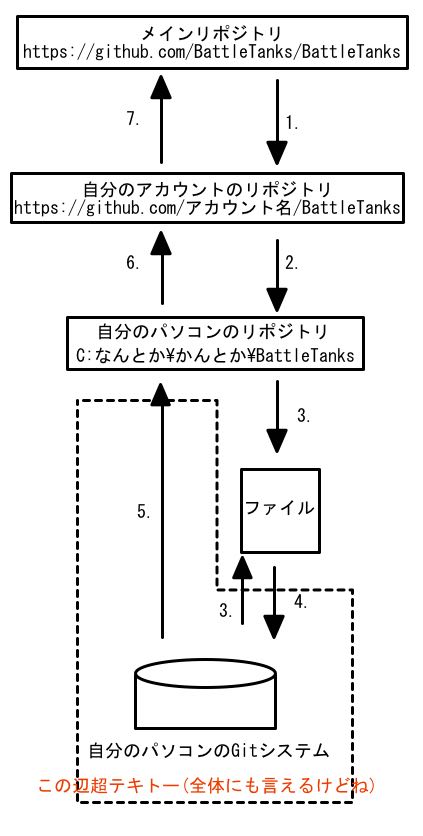 メインリポジトリ
https://github.com/BattleTanks/BattleTanks
7.
1.
自分のアカウントのリポジトリ
https://github.com/アカウント名/BattleTanks
6.
2.
自分のパソコンのリポジトリ
C:なんとか¥かんとか¥BattleTanks
3.
ファイル
5.
3.
4.
自分のパソコンのGitシステム
この辺超テキトー(全体にも言えるけどね)